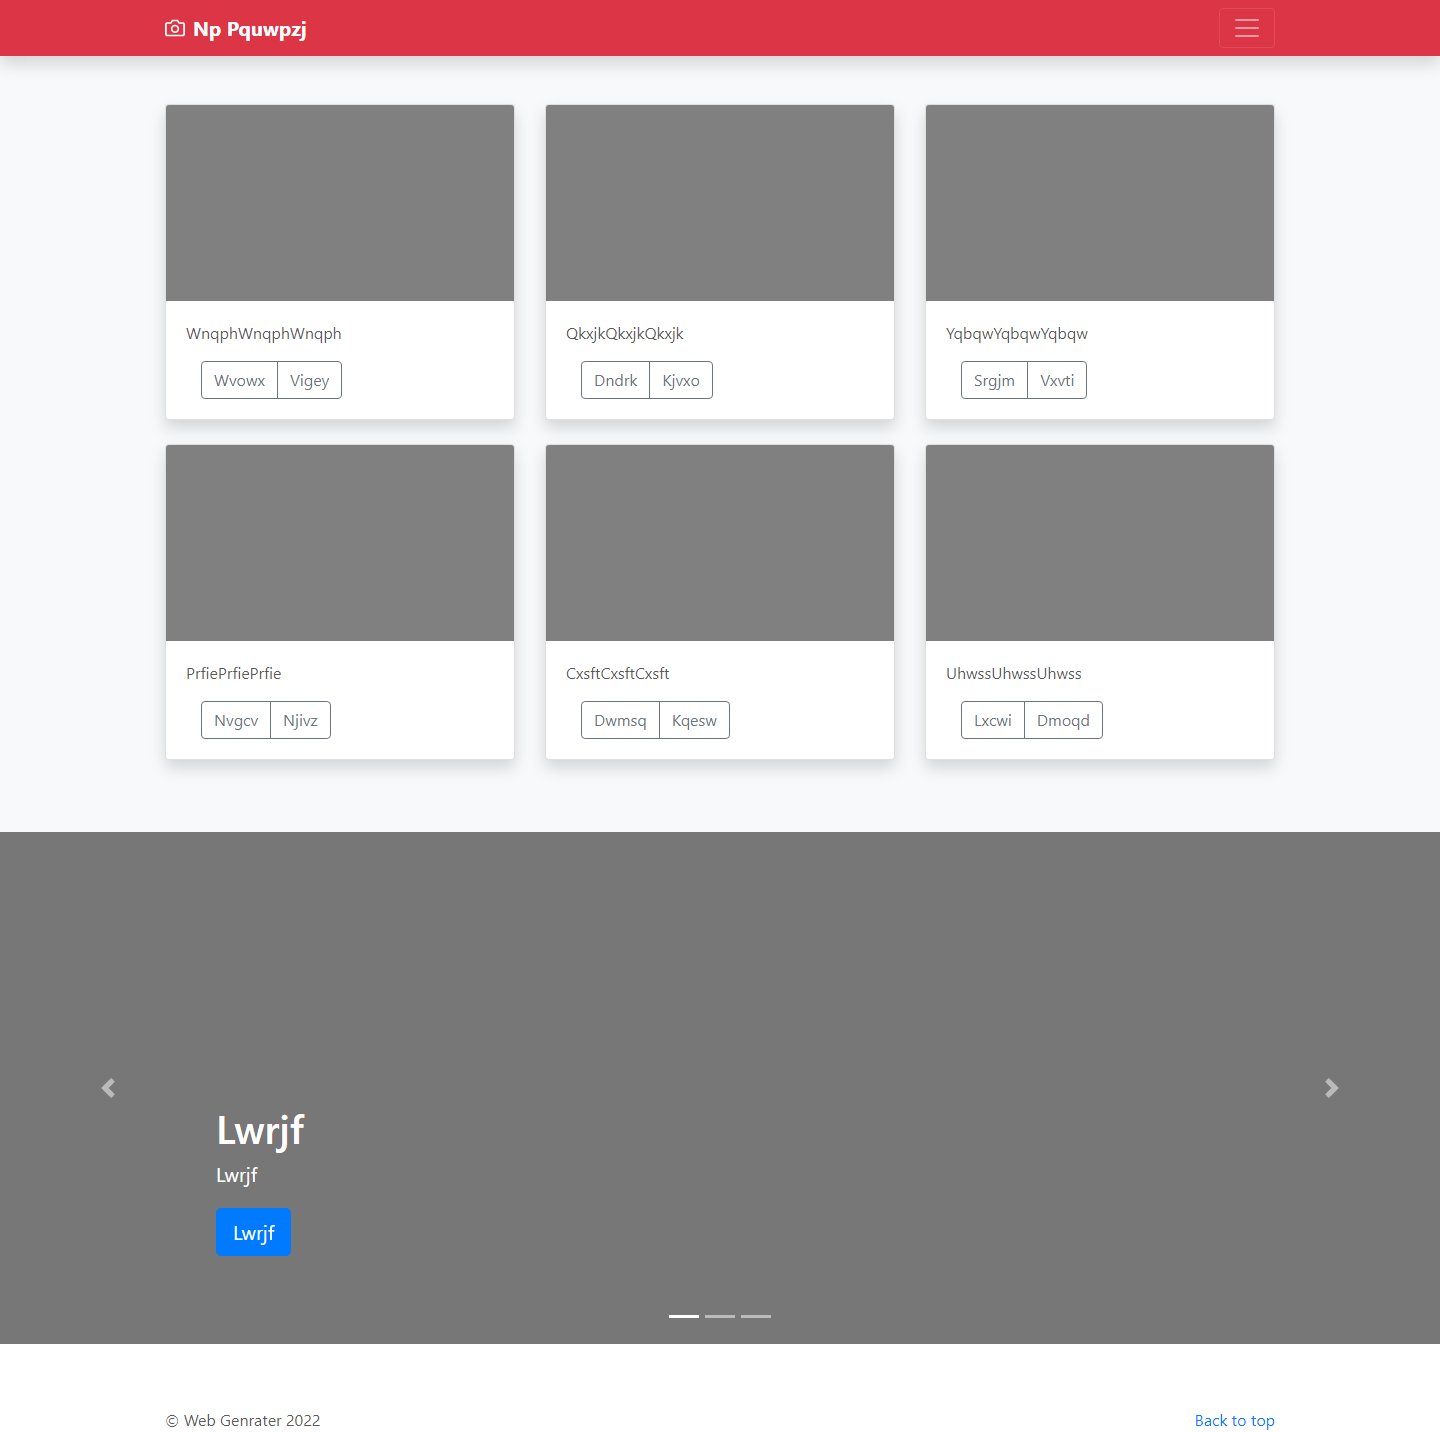 Np Pquwpzj
WnqphWnqphWnqph
Wvowx Vigey
QkxjkQkxjkQkxjk
Dndrk Kjvxo
YqbqwYqbqwYqbqw
Srgjm Vxvti
PrfiePrfiePrfie
Nvgcv Njivz
CxsftCxsftCxsft
Dwmsq Kqesw
UhwssUhwssUhwss
Lxcwi Dmoqd
Lwrjf
Lwrjf
Lwrjf
© Web Genrater 2022
Back to top